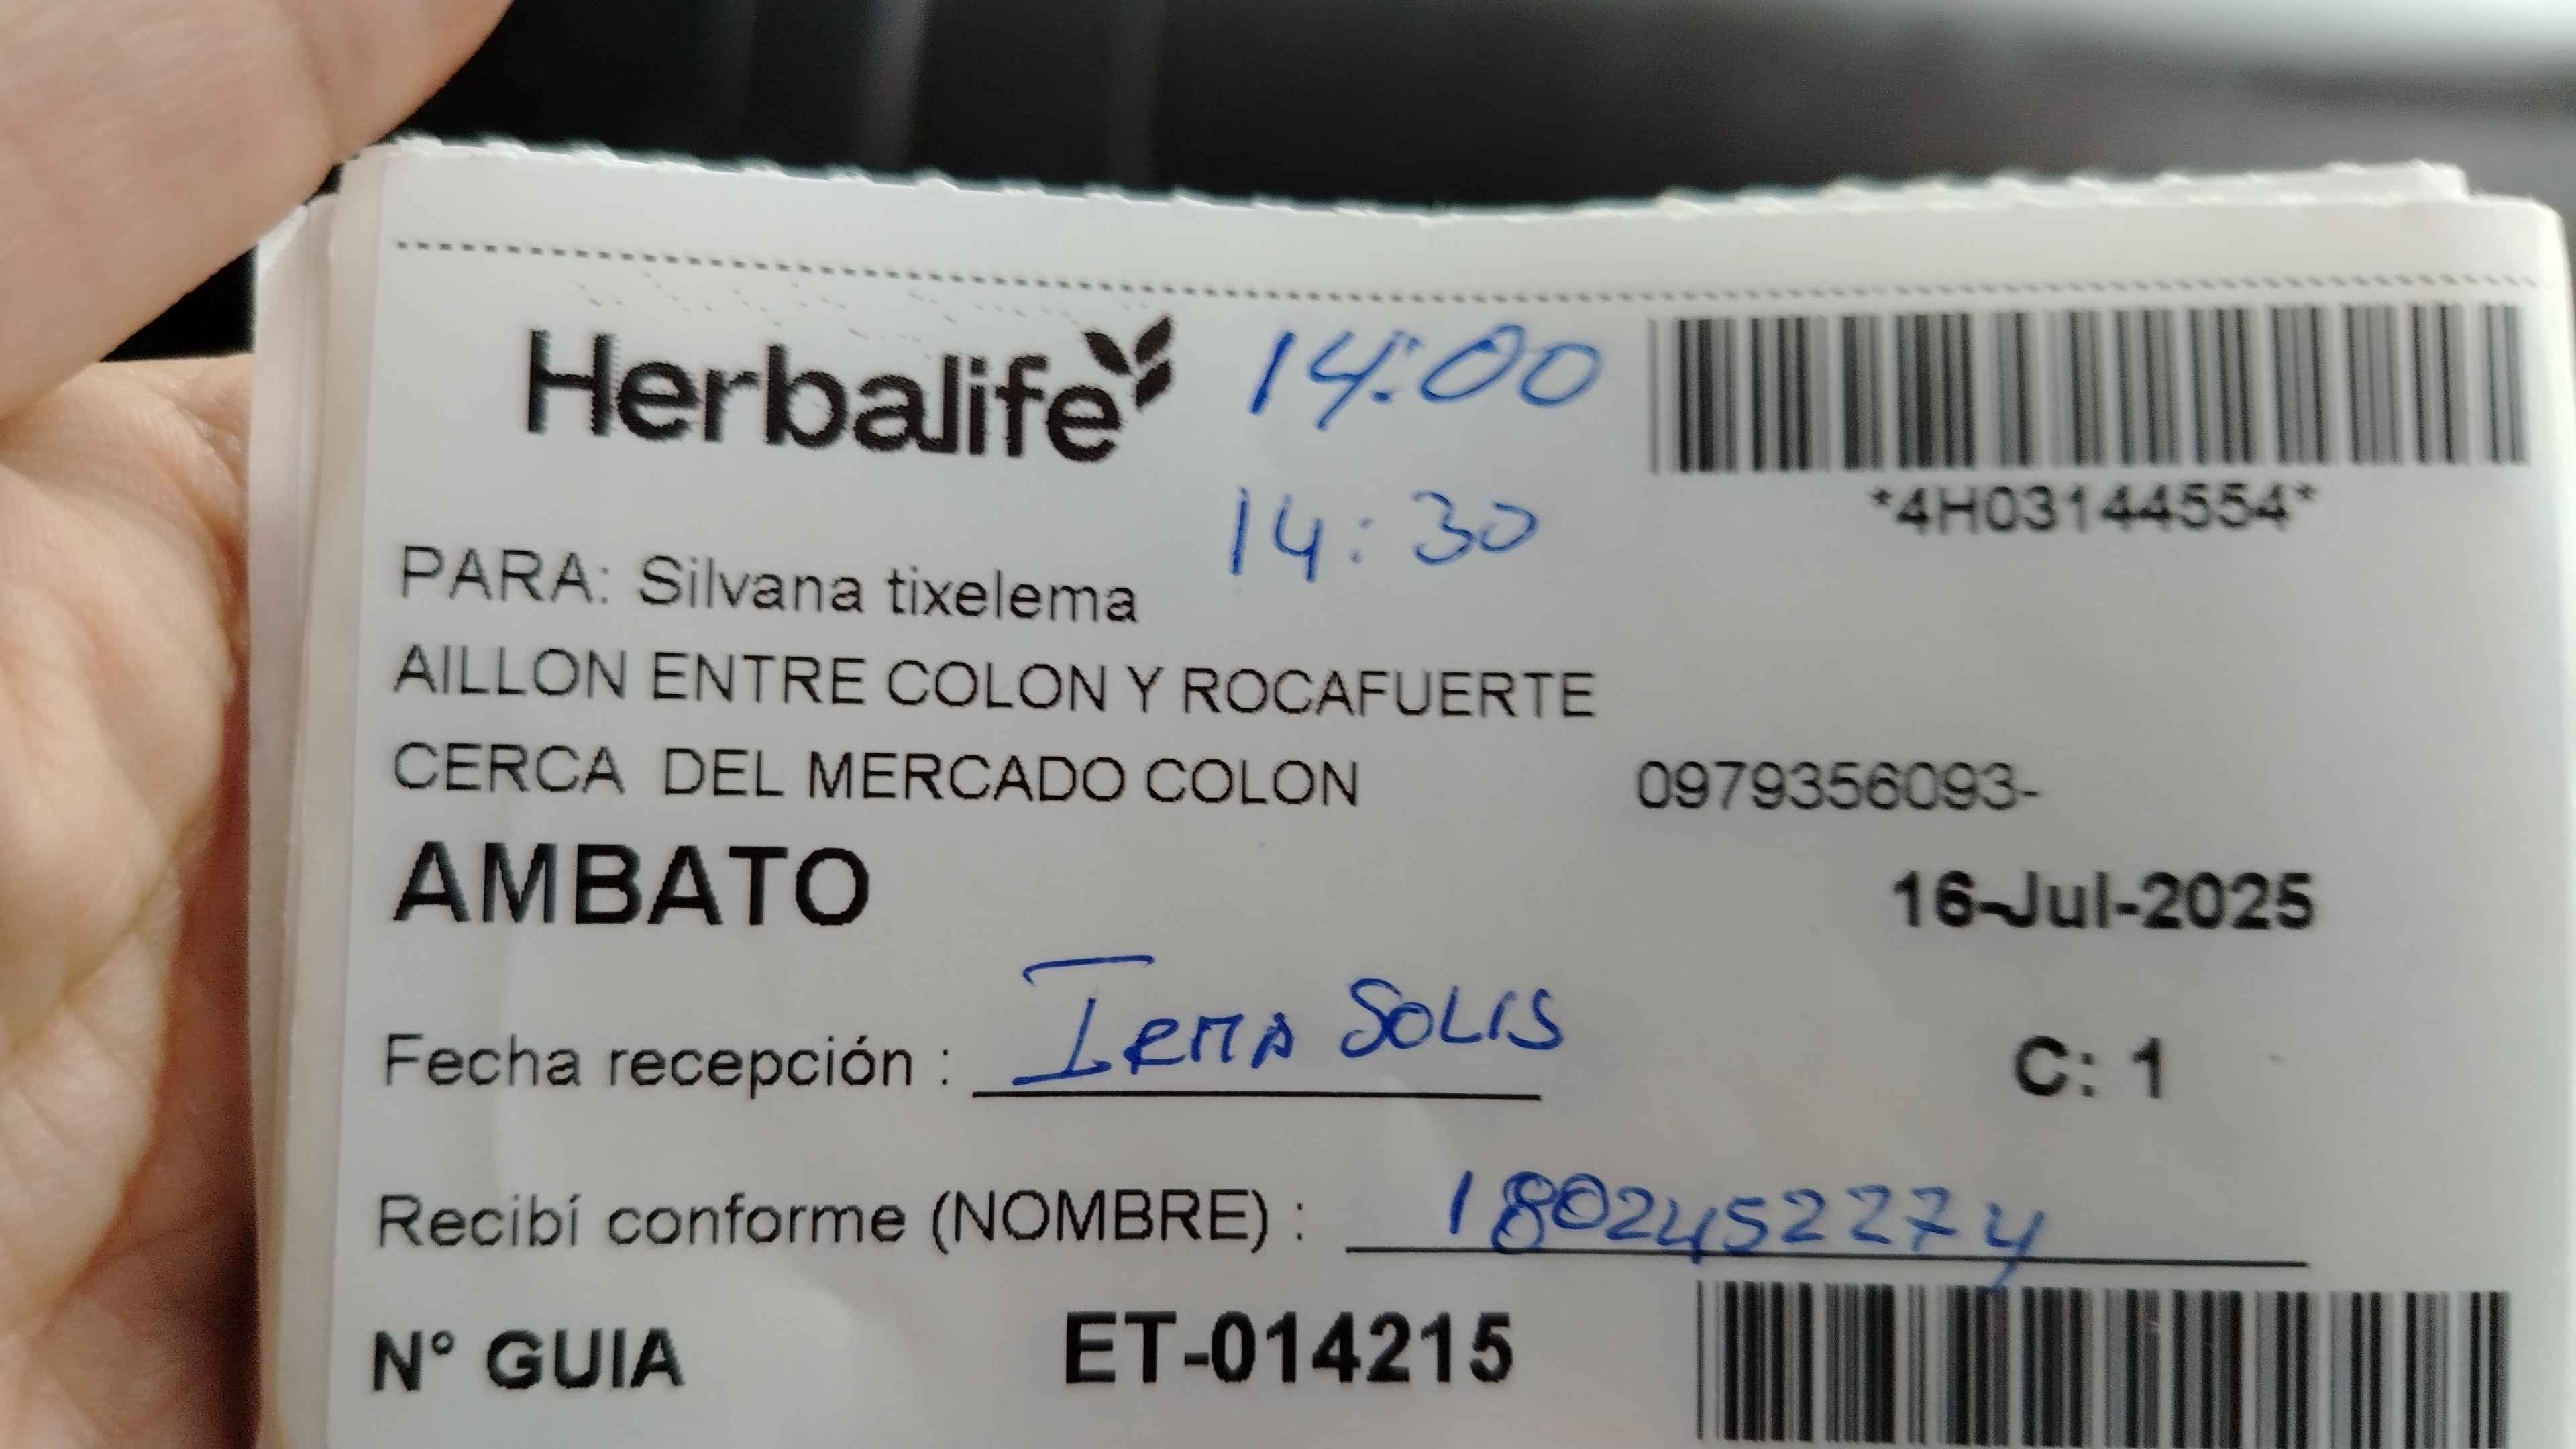 Herbalife 14:00
14:30
*4H03144554*
PARA: Silvana tixelema
AILLON ENTRE COLON Y ROCAFUERTE
CERCA DEL MERCADO COLON 0979356093-
AMBATO
16-Jul-2025
Fecha recepción : IRMA SOLIS
C: 1
Recibí conforme (NOMBRE) : 1802452274
N° GUIA ET-014215